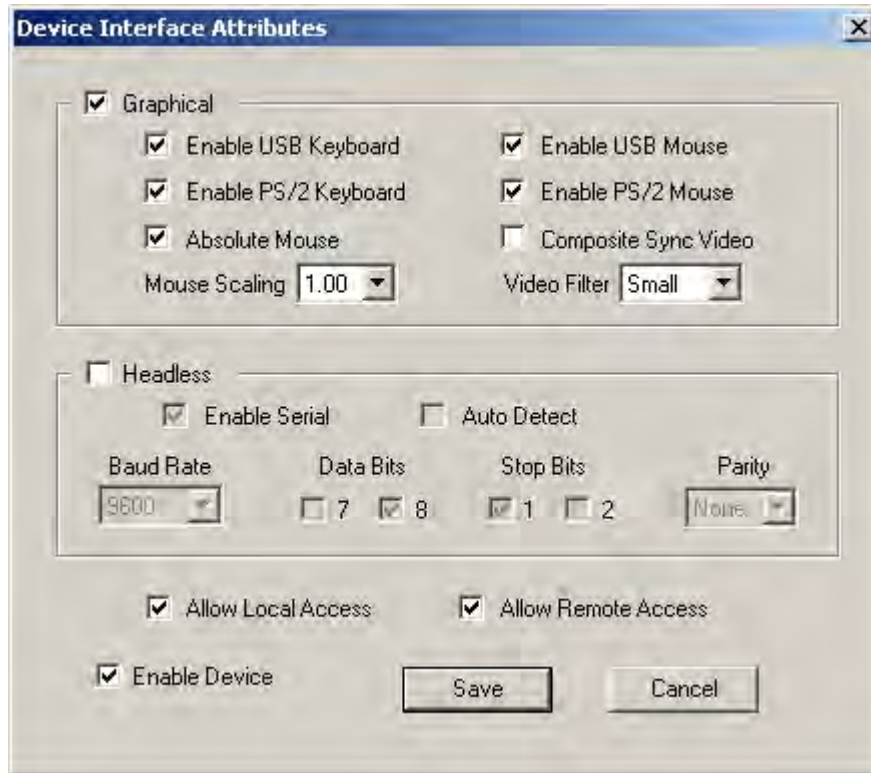 Device Interface Attributes
Graphical
Enable USB Keyboard Enable USB Mouse
Enable PS/2 Keyboard Enable PS/2 Mouse
Absolute Mouse Composite Sync Video
Mouse Scaling 1.00 Video Filter Small
Headless
Enable Serial Auto Detect
Baud Rate Data Bits Stop Bits Parity
9600 7 8 1 2 None
Allow Local Access Allow Remote Access
Enable Device Save Cancel